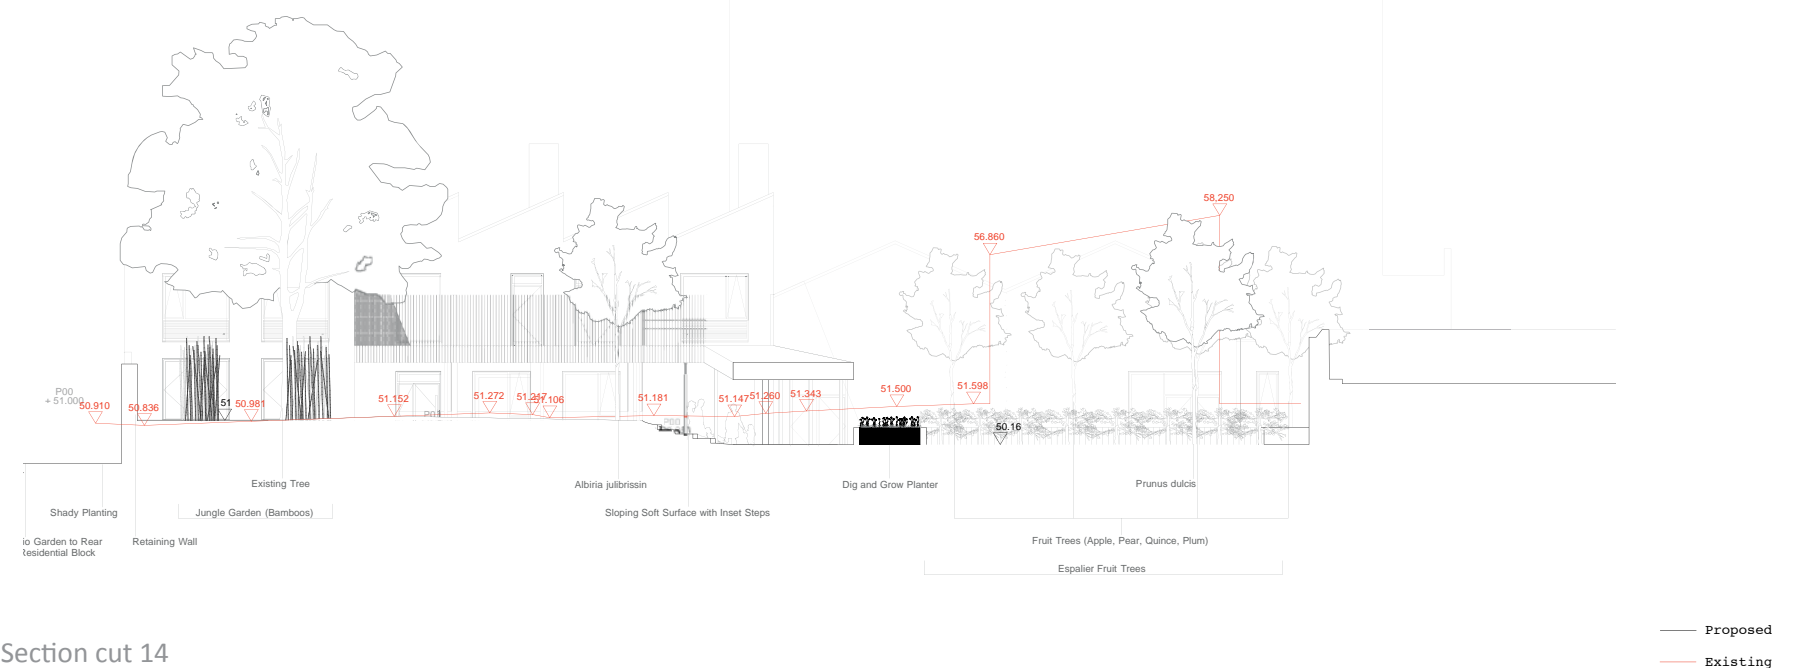 58.250
56.860
P00
+ 51.000
50.910
50.836
51
50.981
51.152
51.272
51.106
51.181
51.147
51.260
51.343
51.500
51.598
50.16
Existing Tree
Albiria julibrissin
Dig and Grow Planter
Prunus dulcis
Shady Planting
Jungle Garden (Bamboos)
Sloping Soft Surface with Inset Steps
io Garden to Rear
Residential Block
Retaining Wall
Fruit Trees (Apple, Pear, Quince, Plum)
Espalier Fruit Trees
Section cut 14
Proposed
Existing